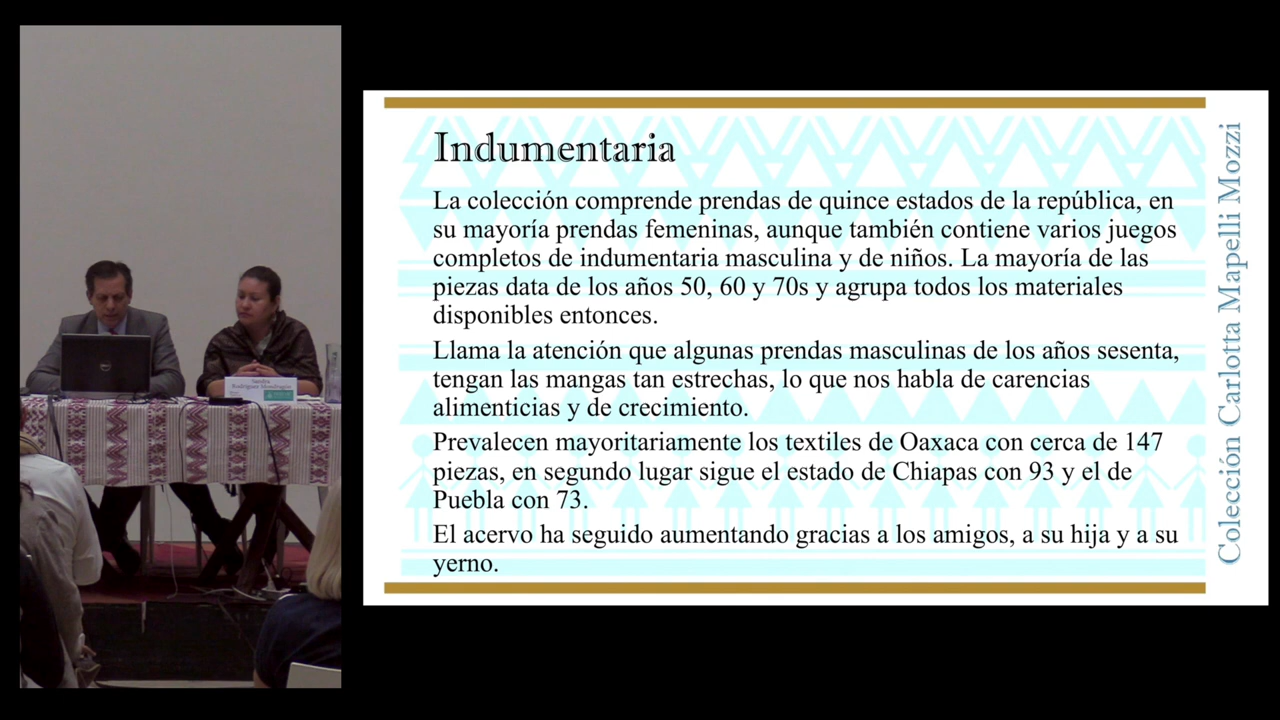 Indumentaria
La colección comprende prendas de quince estados de la república, en
su mayoría prendas femeninas, aunque también contiene varios juegos
completos de indumentaria masculina y de niños. La mayoría de las
piezas data de los años 50, 60 y 70s y agrupa todos los materiales
disponibles entonces.
Llama la atención que algunas prendas masculinas de los años sesenta,
tengan las mangas tan estrechas, lo que nos habla de carencias
alimenticias y de crecimiento.
Prevalecen mayoritariamente los textiles de Oaxaca con cerca de 147
piezas, en segundo lugar sigue el estado de Chiapas con 93 y el de
Puebla con 73.
El acervo ha seguido aumentando gracias a los amigos, a su hija y a su
yerno.
Colección Carlotta Mapelli Mozzi
Sandra
Rodríguez Mondragón